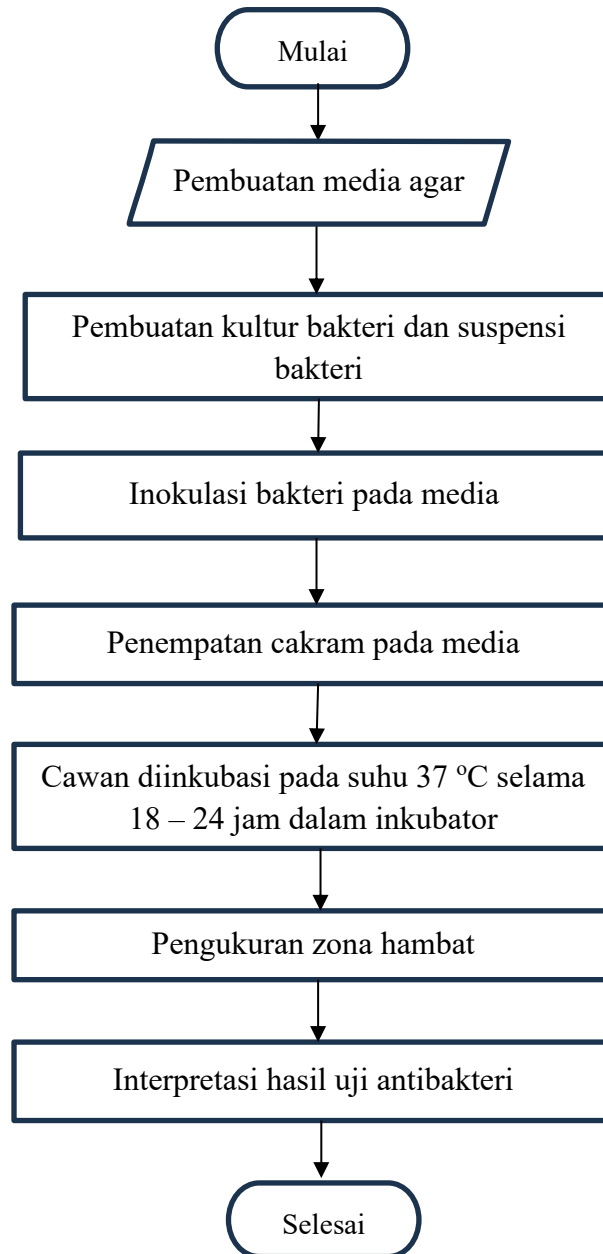 Mulai
Pembuatan media agar
Pembuatan kultur bakteri dan suspensi
bakteri
Inokulasi bakteri pada media
Penempatan cakram pada media
Cawan diinkubasi pada suhu 37 ºC selama
18 – 24 jam dalam inkubator
Pengukuran zona hambat
Interpretasi hasil uji antibakteri
Selesai